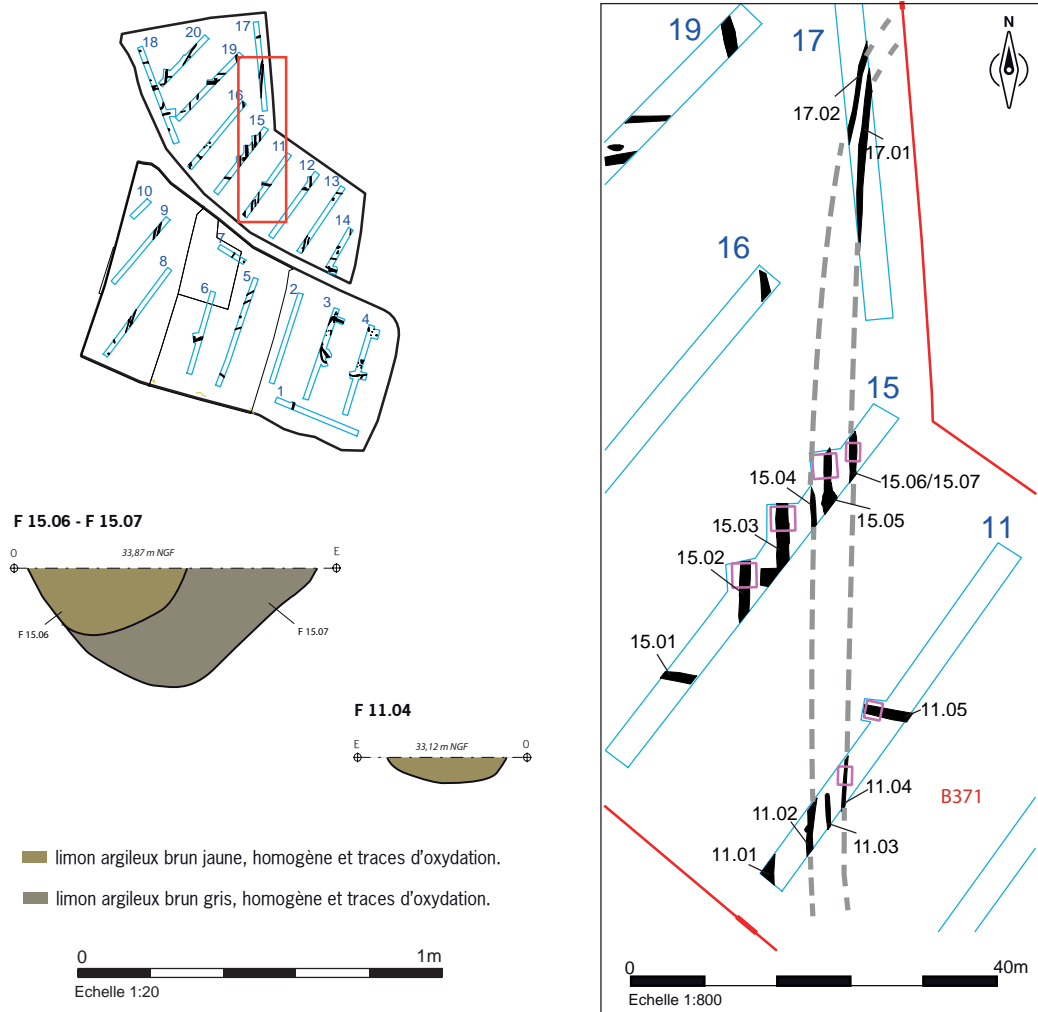 18
20
19
17
16
15
11
12
13
14
10
9
8
7
6
5
2
3
4
1
F 15.06 - F 15.07
O
33,87 m NGF
E
F 15.06
F 15.07
F 11.04
E
33,12 m NGF
O
limon argileux brun jaune, homogène et traces d'oxydation.
limon argileux brun gris, homogène et traces d'oxydation.
0
1m
Echelle 1:20
19
17
N
17.02
17.01
16
15
15.04
15.06/15.07
15.03
15.05
11
15.02
15.01
11.05
11.04
B371
11.02
11.03
11.01
0
40m
Echelle 1:800